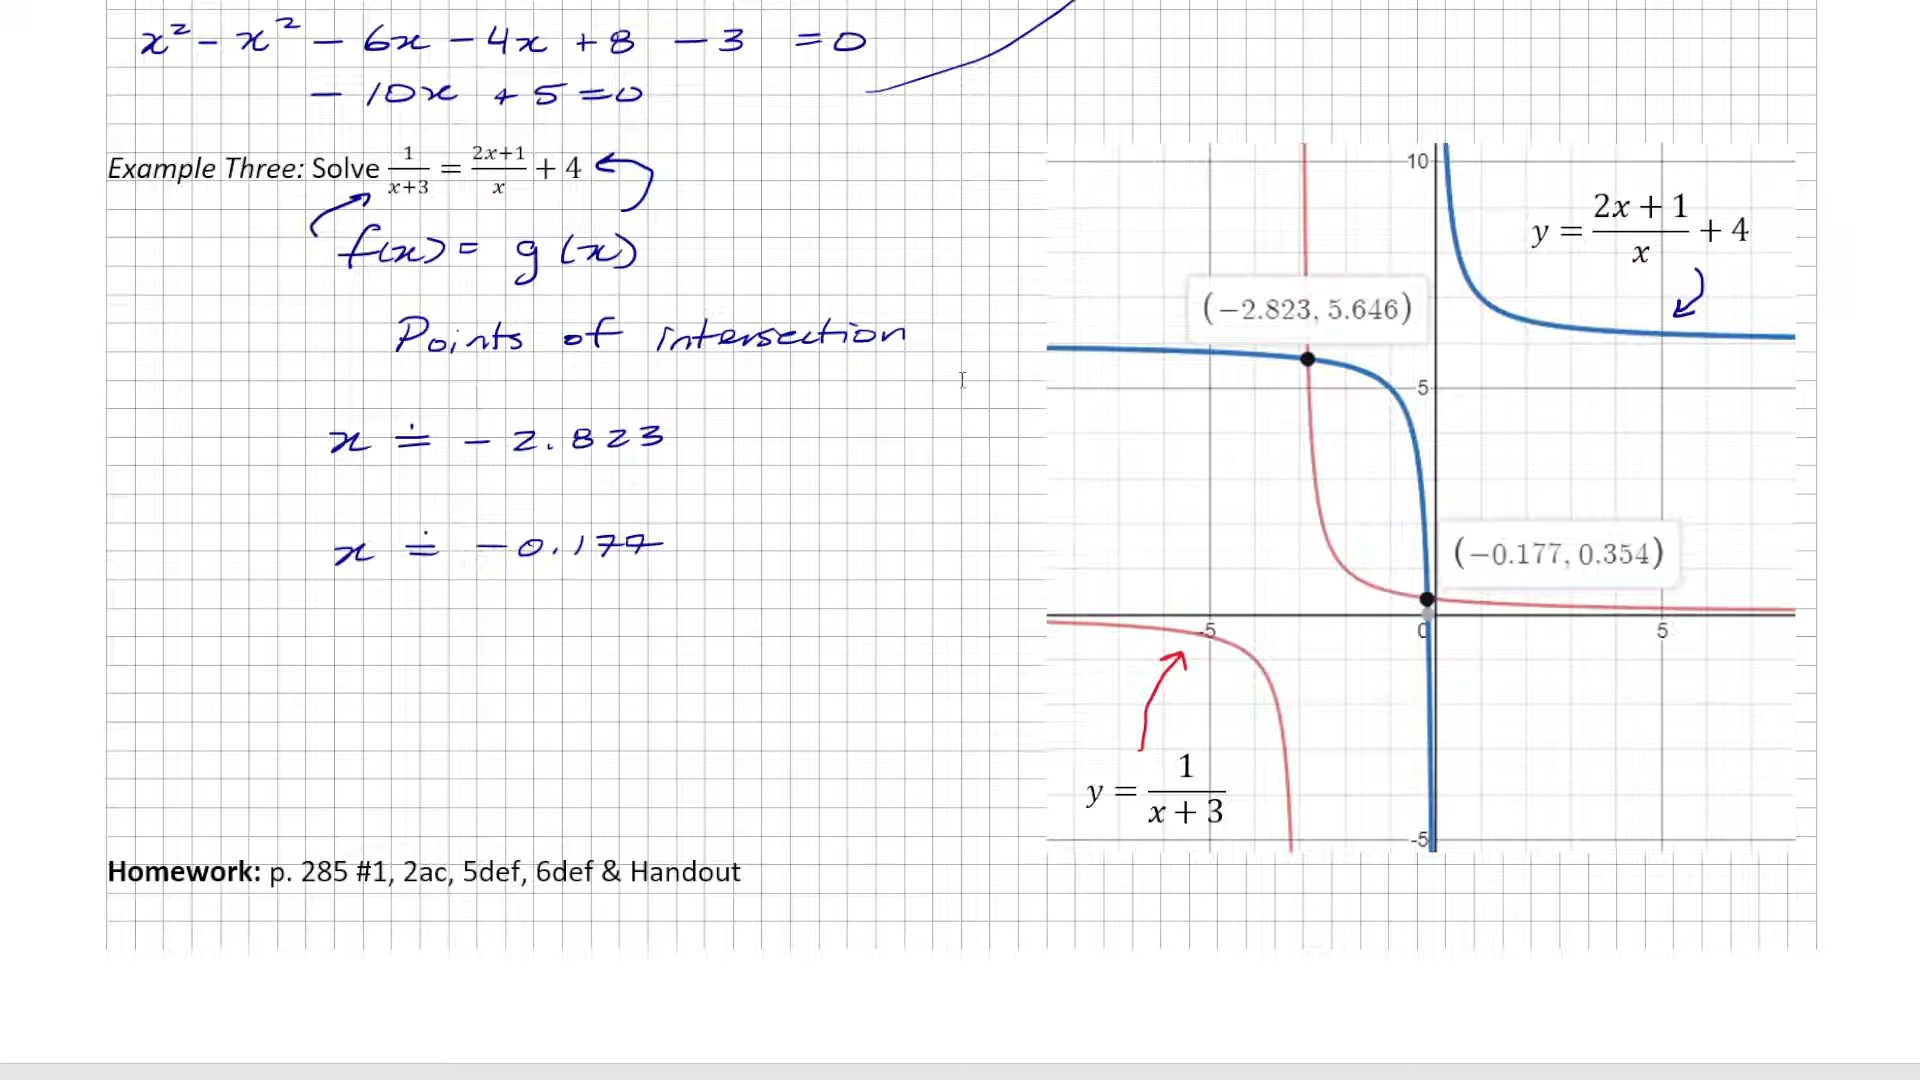 x² - x² - 6x - 4x + 8 - 3 = 0
- 10x + 5 = 0
Example Three: Solve 1/(x+3) = (2x+1)/x + 4
f(x) = g(x)
Points of intersection
x ≐ - 2.823
x ≐ - 0.177
Homework: p. 285 #1, 2ac, 5def, 6def & Handout
10
y = (2x + 1)/x + 4
(−2.823, 5.646)
5
(−0.177, 0.354)
-5
0
5
y = 1/(x + 3)
-5